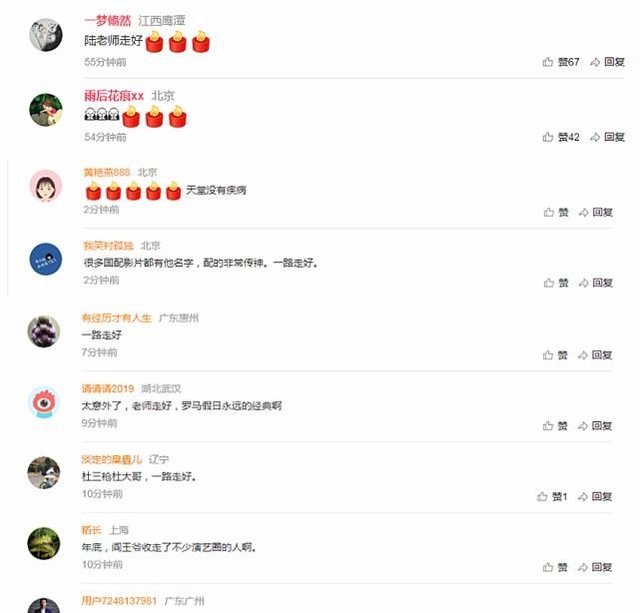 一梦脩然 江西鹰潭
陆老师走好
55分钟前
赞67 回复
雨后花痕xx 北京
54分钟前
赞42 回复
黄艳燕888 北京
天堂没有疾病
2分钟前
赞 回复
我笑衬孤独 北京
很多国配影片都有他名字，配的非常传神。一路走好。
2分钟前
赞 回复
有经历才有人生 广东惠州
一路走好
7分钟前
赞 回复
请请请2019 湖北武汉
太意外了，老师走好，罗马假日永远的经典啊
9分钟前
赞 回复
淡定的臭蟲儿 辽宁
杜三枪杜大哥，一路走好。
10分钟前
赞1 回复
稻长 上海
年底，阎王爷收走了不少演艺圈的人啊。
10分钟前
赞 回复
用户7248137981 广东广州